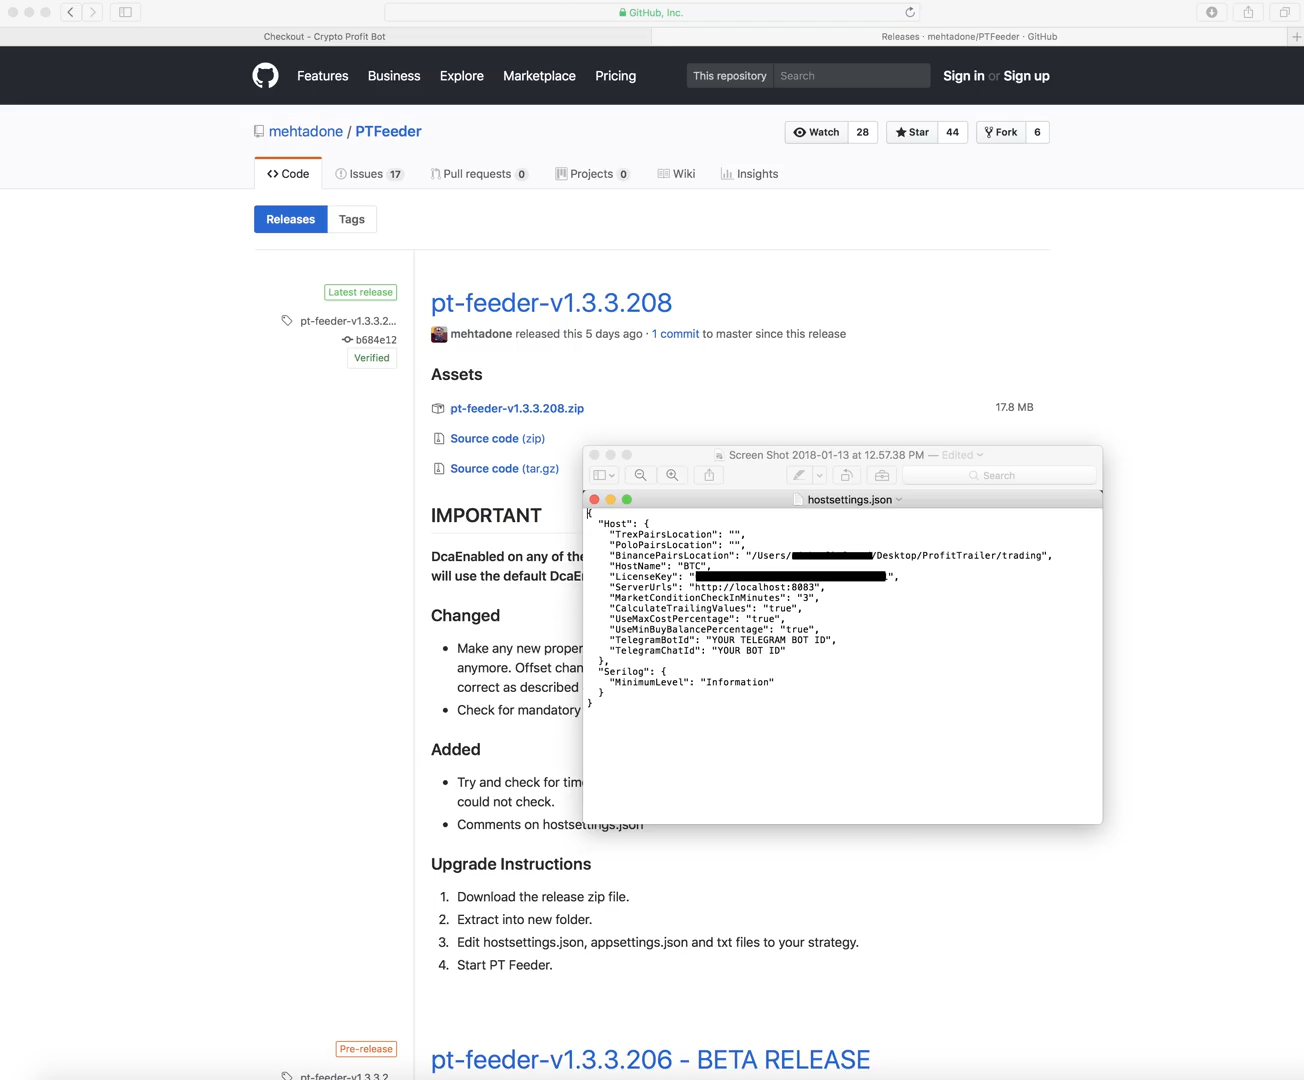 GitHub, Inc.
Checkout - Crypto Profit Bot
Releases · mehtadone/PTFeeder · GitHub
Features Business Explore Marketplace Pricing
This repository Search
Sign in or Sign up
mehtadone / PTFeeder
Watch 28 Star 44 Fork 6
Code Issues 17 Pull requests 0 Projects 0 Wiki Insights
Releases Tags
Latest release
pt-feeder-v1.3.3.2...
b684e12
Verified
pt-feeder-v1.3.3.208
mehtadone released this 5 days ago · 1 commit to master since this release
Assets
pt-feeder-v1.3.3.208.zip 17.8 MB
Source code (zip)
Source code (tar.gz)
IMPORTANT
DcaEnabled on any of the
will use the default DcaE
Changed
Make any new proper
anymore. Offset chan
correct as described
Check for mandatory
Added
Try and check for time
could not check.
Comments on hostsettings.json
Upgrade Instructions
1. Download the release zip file.
2. Extract into new folder.
3. Edit hostsettings.json, appsettings.json and txt files to your strategy.
4. Start PT Feeder.
Pre-release
pt-feeder-v1.3.3.2
pt-feeder-v1.3.3.206 - BETA RELEASE
Screen Shot 2018-01-13 at 12.57.38 PM — Edited
Search
hostsettings.json
{
"Host": {
"TrexPairsLocation": "",
"PoloPairsLocation": "",
"BinancePairsLocation": "/Users/ /Desktop/ProfitTrailer/trading",
"HostName": "BTC",
"LicenseKey": " ",
"ServerUrls": "http://localhost:8083",
"MarketConditionCheckInMinutes": "3",
"CalculateTrailingValues": "true",
"UseMaxCostPercentage": "true",
"UseMinBuyBalancePercentage": "true",
"TelegramBotId": "YOUR TELEGRAM BOT ID",
"TelegramChatId": "YOUR BOT ID"
},
"Serilog": {
"MinimumLevel": "Information"
}
}